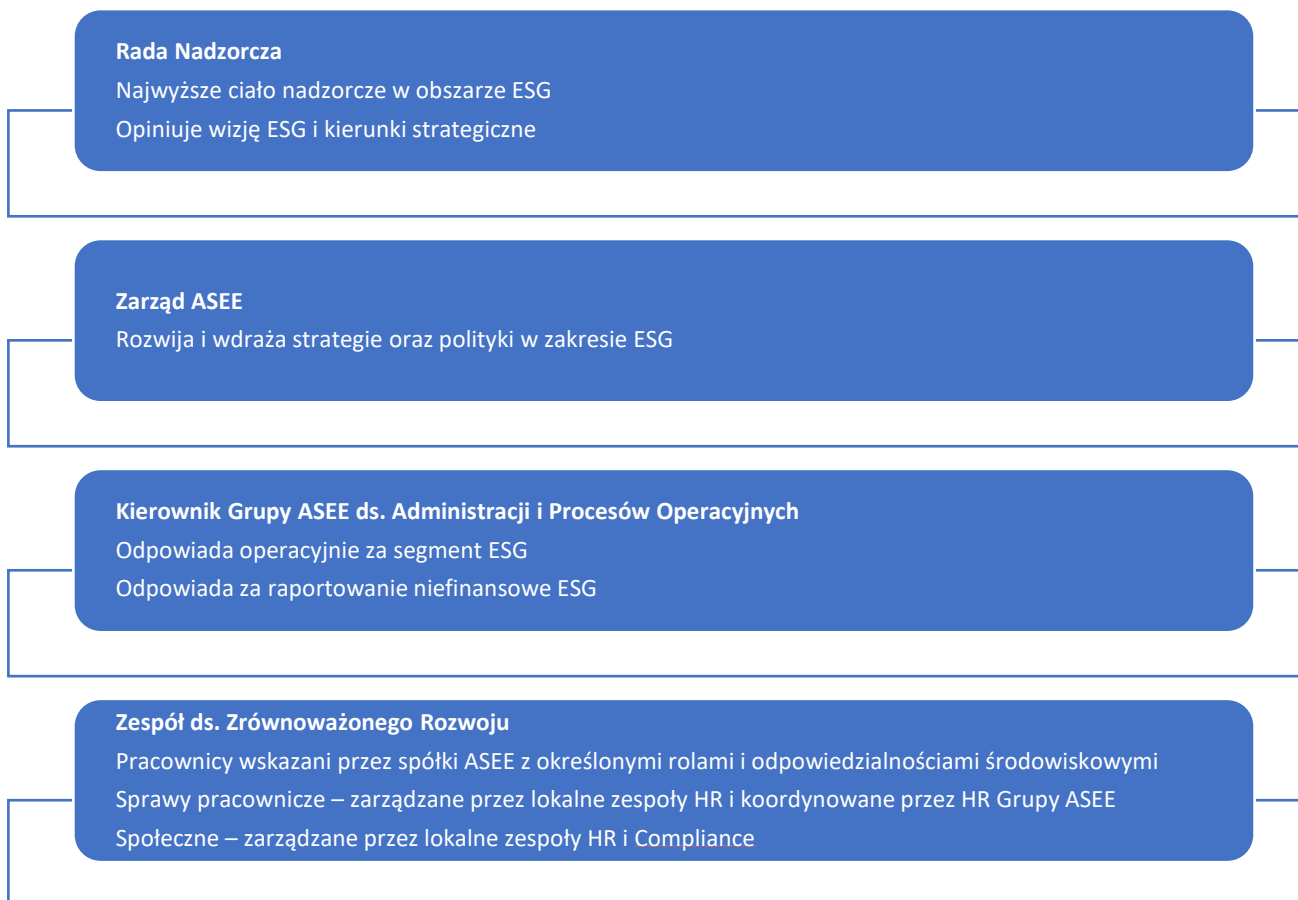 Rada Nadzorcza
Najwyższe ciało nadzorcze w obszarze ESG
Opiniuje wizję ESG i kierunki strategiczne
Zarząd ASEE
Rozwija i wdraża strategie oraz polityki w zakresie ESG
Kierownik Grupy ASEE ds. Administracji i Procesów Operacyjnych
Odpowiada operacyjnie za segment ESG
Odpowiada za raportowanie niefinansowe ESG
Zespół ds. Zrównoważonego Rozwoju
Pracownicy wskazani przez spółki ASEE z określonymi rolami i odpowiedzialnościami środowiskowymi
Sprawy pracownicze – zarządzane przez lokalne zespoły HR i koordynowane przez HR Grupy ASEE
Społeczne – zarządzane przez lokalne zespoły HR i Compliance